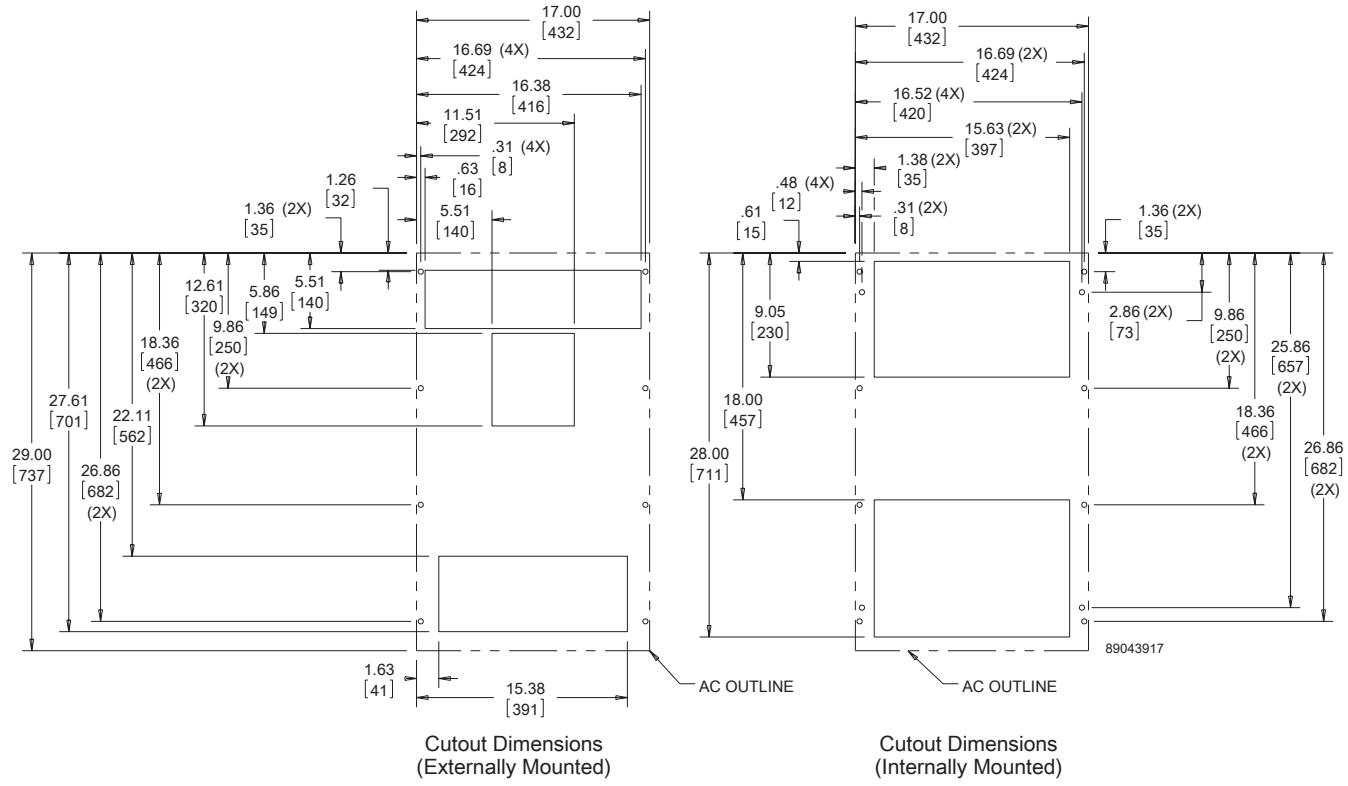 17.00
[432]
16.69 (4X)
[424]
16.38
[416]
11.51
[292]
.31 (4X)
[8]
.63
[16]
5.51
[140]
1.26
[32]
1.36 (2X)
[35]
12.61
[320]
5.86
[149]
5.51
[140]
9.86
[250]
(2X)
18.36
[466]
(2X)
27.61
[701]
22.11
[562]
29.00
[737]
26.86
[682]
(2X)
1.63
[41]
15.38
[391]
AC OUTLINE
Cutout Dimensions
(Externally Mounted)
17.00
[432]
16.69 (2X)
[424]
16.52 (4X)
[420]
15.63 (2X)
[397]
1.38 (2X)
[35]
.48 (4X)
[12]
.31 (2X)
[8]
.61
[15]
1.36 (2X)
[35]
9.05
[230]
2.86 (2X)
[73]
9.86
[250]
(2X)
25.86
[657]
(2X)
18.00
[457]
18.36
[466]
(2X)
28.00
[711]
26.86
[682]
(2X)
89043917
AC OUTLINE
Cutout Dimensions
(Internally Mounted)